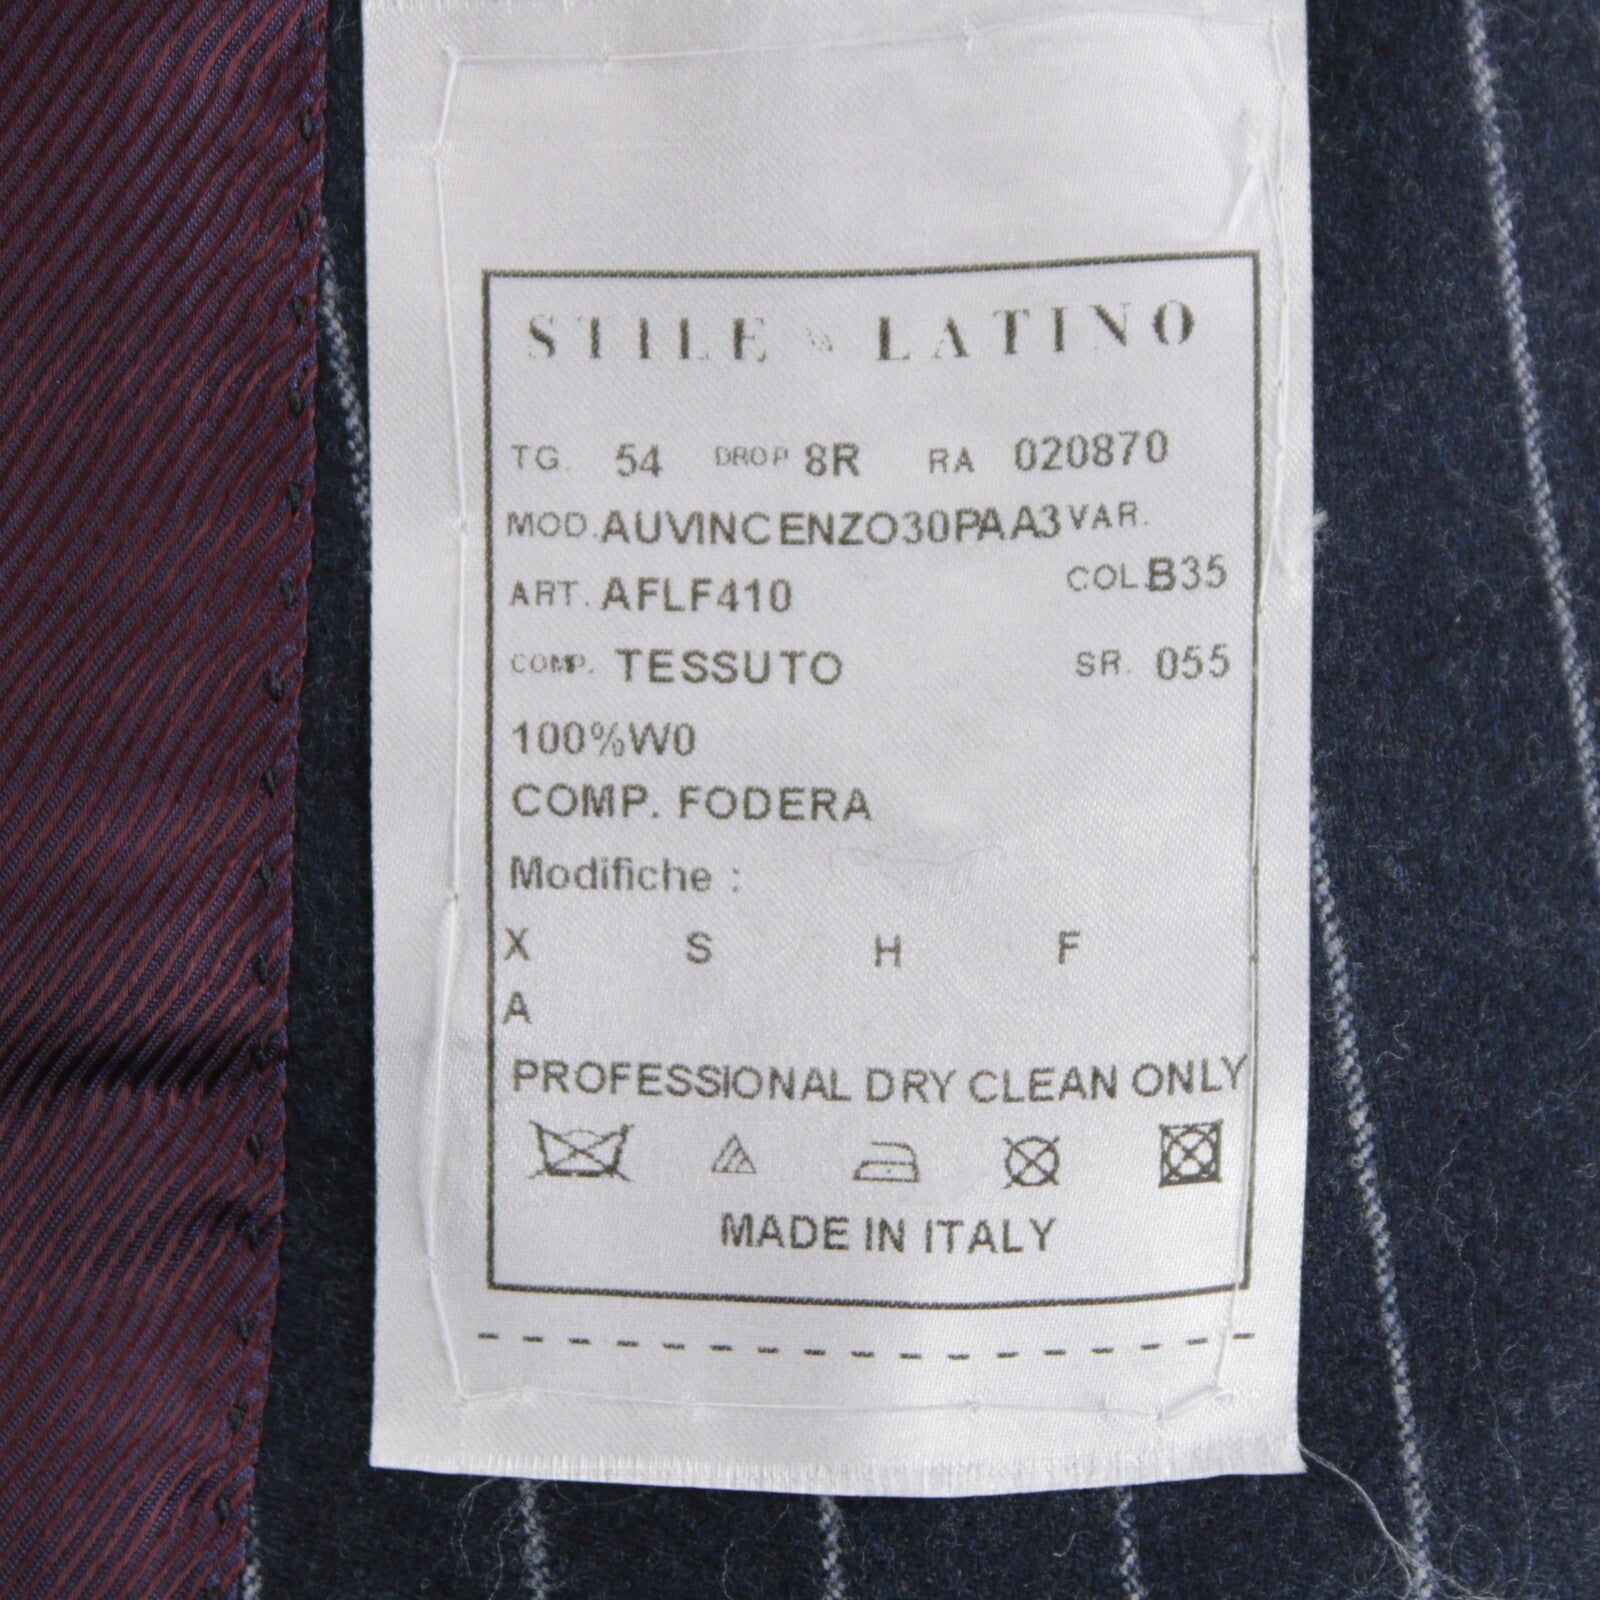 STILE LATINO
TG. 54 DROP 8R RA 020870
MOD. AUVINCENZO30PAA3 VAR.
ART. AFLF410 COL. B35
COMP. TESSUTO SR. 055
100%W0
COMP. FODERA
Modifiche :
X S H F
A
PROFESSIONAL DRY CLEAN ONLY
MADE IN ITALY